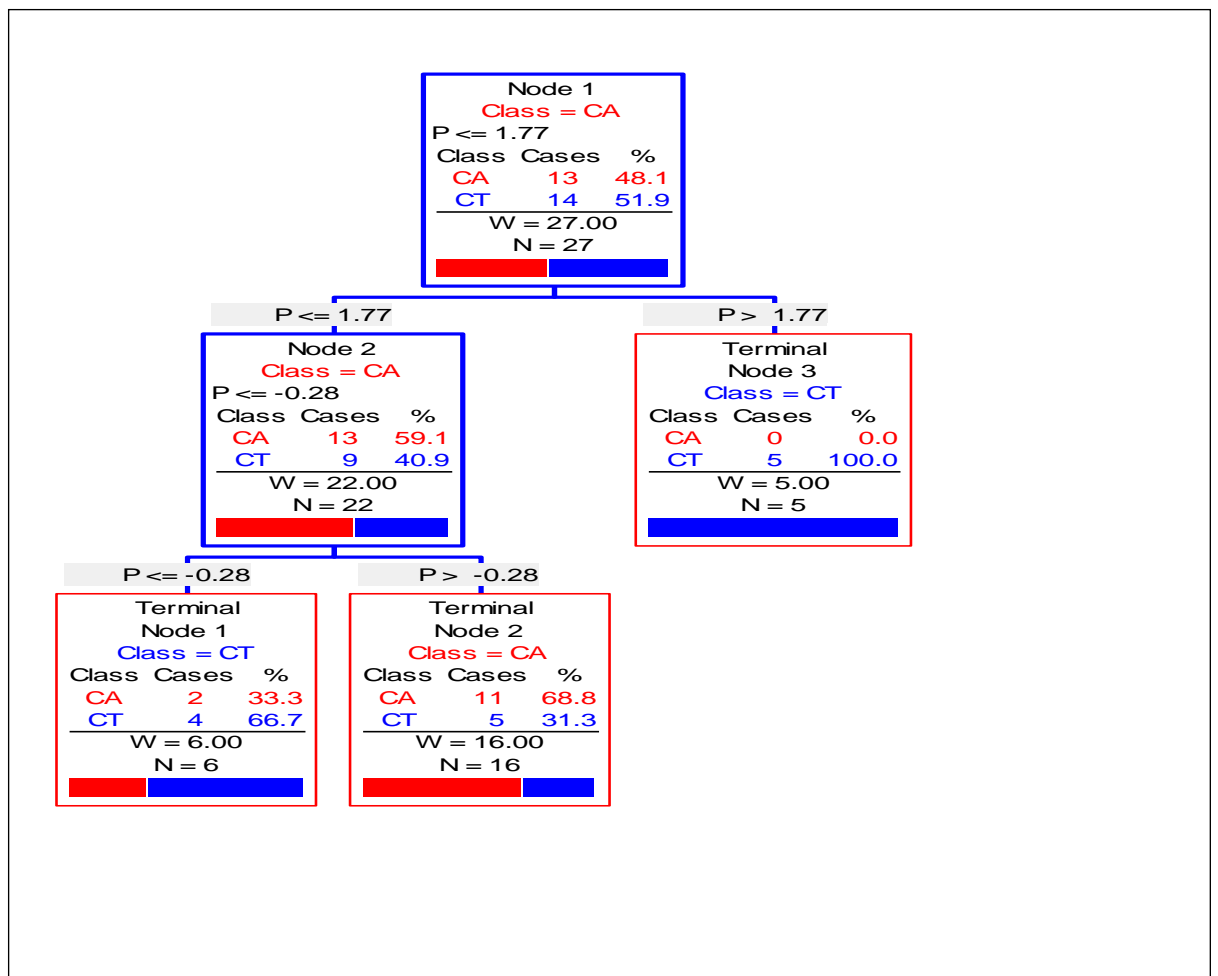 Node 1
Class = CA
P <= 1.77
Class Cases %
CA 13 48.1
CT 14 51.9
W = 27.00
N = 27
P <= 1.77
Node 2
Class = CA
P <= -0.28
Class Cases %
CA 13 59.1
CT 9 40.9
W = 22.00
N = 22
P > 1.77
Terminal
Node 3
Class = CT
Class Cases %
CA 0 0.0
CT 5 100.0
W = 5.00
N = 5
P <= -0.28
Terminal
Node 1
Class = CT
Class Cases %
CA 2 33.3
CT 4 66.7
W = 6.00
N = 6
P > -0.28
Terminal
Node 2
Class = CA
Class Cases %
CA 11 68.8
CT 5 31.3
W = 16.00
N = 16